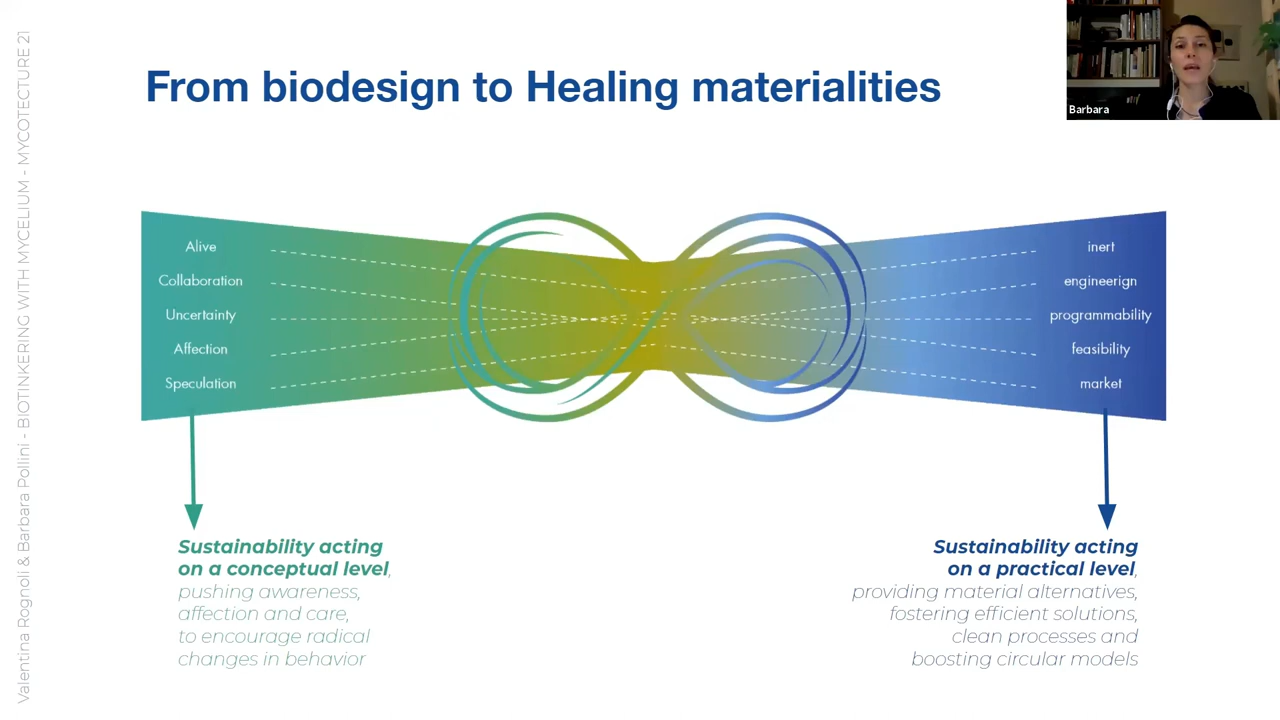 From biodesign to Healing materialities
Barbara
Valentina Rognoli & Barbara Pollini - BIOTINKERING WITH MYCELIUM - MYCOTECTURE 21
Alive
Collaboration
Uncertainty
Affection
Speculation
inert
engineerign
programmability
feasibility
market
Sustainability acting
on a conceptual level,
pushing awareness,
affection and care,
to encourage radical
changes in behavior
Sustainability acting
on a practical level,
providing material alternatives,
fostering efficient solutions,
clean processes and
boosting circular models